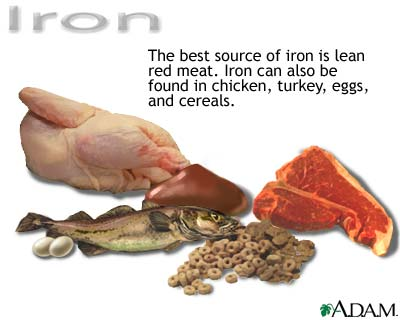 Iron
The best source of iron is lean
red meat. Iron can also be
found in chicken, turkey, eggs,
and cereals.
A.D.A.M.